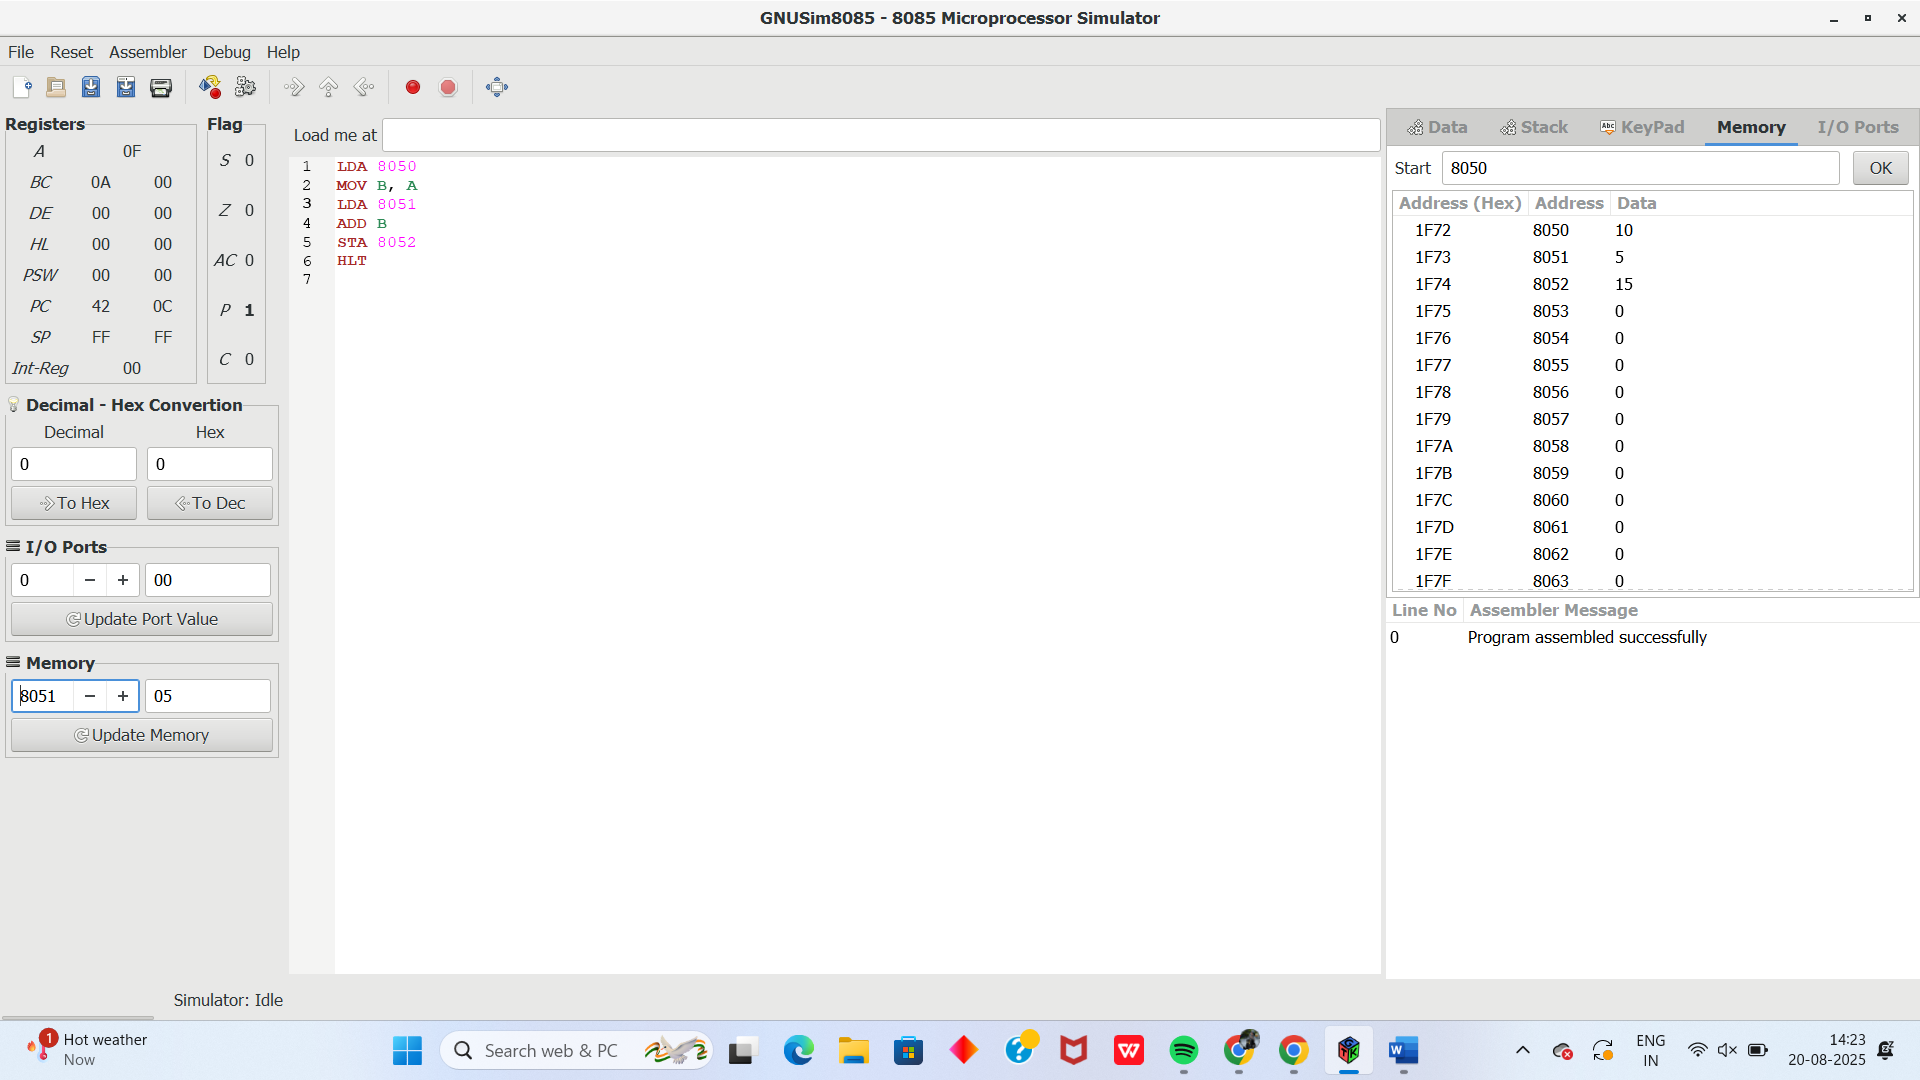 GNUSim8085 - 8085 Microprocessor Simulator
File Reset Assembler Debug Help
Registers
A 0F
BC 0A 00
DE 00 00
HL 00 00
PSW 00 00
PC 42 0C
SP FF FF
Int-Reg 00
Flag
S 0
Z 0
AC 0
P 1
C 0
Decimal - Hex Convertion
Decimal Hex
0 0
To Hex To Dec
I/O Ports
0 − + 00
Update Port Value
Memory
8051 − + 05
Update Memory
Load me at
1 LDA 8050
2 MOV B, A
3 LDA 8051
4 ADD B
5 STA 8052
6 HLT
7
Data Stack Abc KeyPad Memory I/O Ports
Start 8050 OK
Address (Hex) Address Data
1F72 8050 10
1F73 8051 5
1F74 8052 15
1F75 8053 0
1F76 8054 0
1F77 8055 0
1F78 8056 0
1F79 8057 0
1F7A 8058 0
1F7B 8059 0
1F7C 8060 0
1F7D 8061 0
1F7E 8062 0
1F7F 8063 0
Line No Assembler Message
0 Program assembled successfully
Simulator: Idle
1 Hot weather
Now
Search web & PC
ENG
IN
14:23
20-08-2025